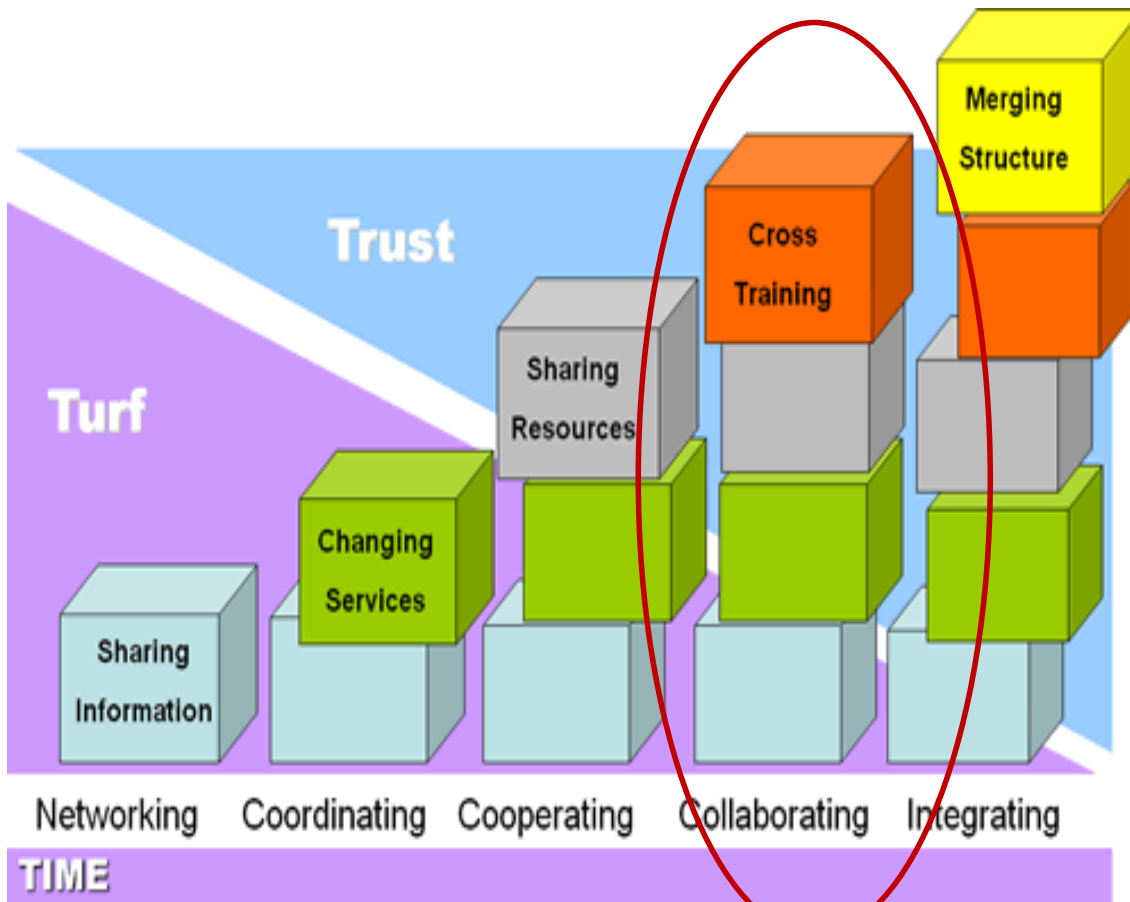 Merging
Structure
Cross
Training
Trust
Sharing
Resources
Turf
Changing
Services
Sharing
Information
Networking Coordinating Cooperating Collaborating Integrating
TIME